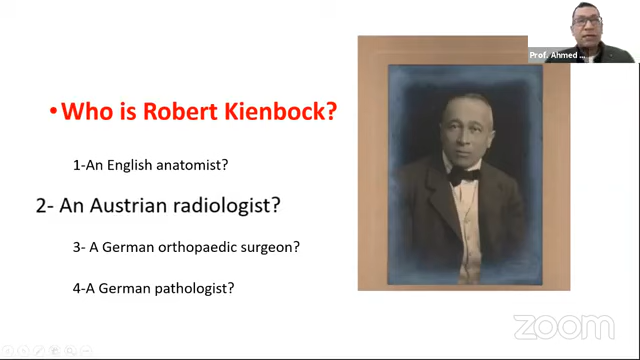 Prof. Ahmed ...
•Who is Robert Kienbock?
1-An English anatomist?
2- An Austrian radiologist?
3- A German orthopaedic surgeon?
4-A German pathologist?
zoom